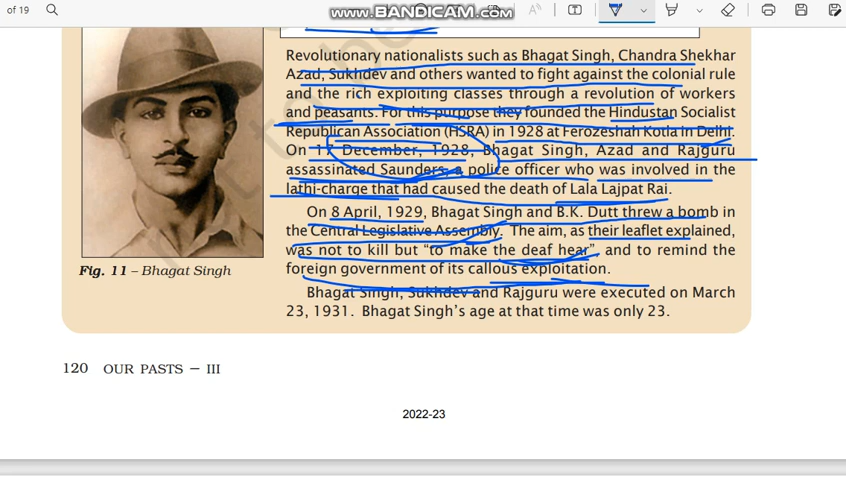 of 19
www.BANDICAM.com
Revolutionary nationalists such as Bhagat Singh, Chandra Shekhar
Azad, Sukhdev and others wanted to fight against the colonial rule
and the rich exploiting classes through a revolution of workers
and peasants. For this purpose they founded the Hindustan Socialist
Republican Association (HSRA) in 1928 at Ferozeshah Kotla in Delhi.
On 17 December, 1928, Bhagat Singh, Azad and Rajguru
assassinated Saunders, a police officer who was involved in the
lathi-charge that had caused the death of Lala Lajpat Rai.
On 8 April, 1929, Bhagat Singh and B.K. Dutt threw a bomb in
the Central Legislative Assembly. The aim, as their leaflet explained,
was not to kill but “to make the deaf hear”, and to remind the
foreign government of its callous exploitation.
Bhagat Singh, Sukhdev and Rajguru were executed on March
23, 1931. Bhagat Singh’s age at that time was only 23.
Fig. 11 – Bhagat Singh
120 OUR PASTS – III
2022-23